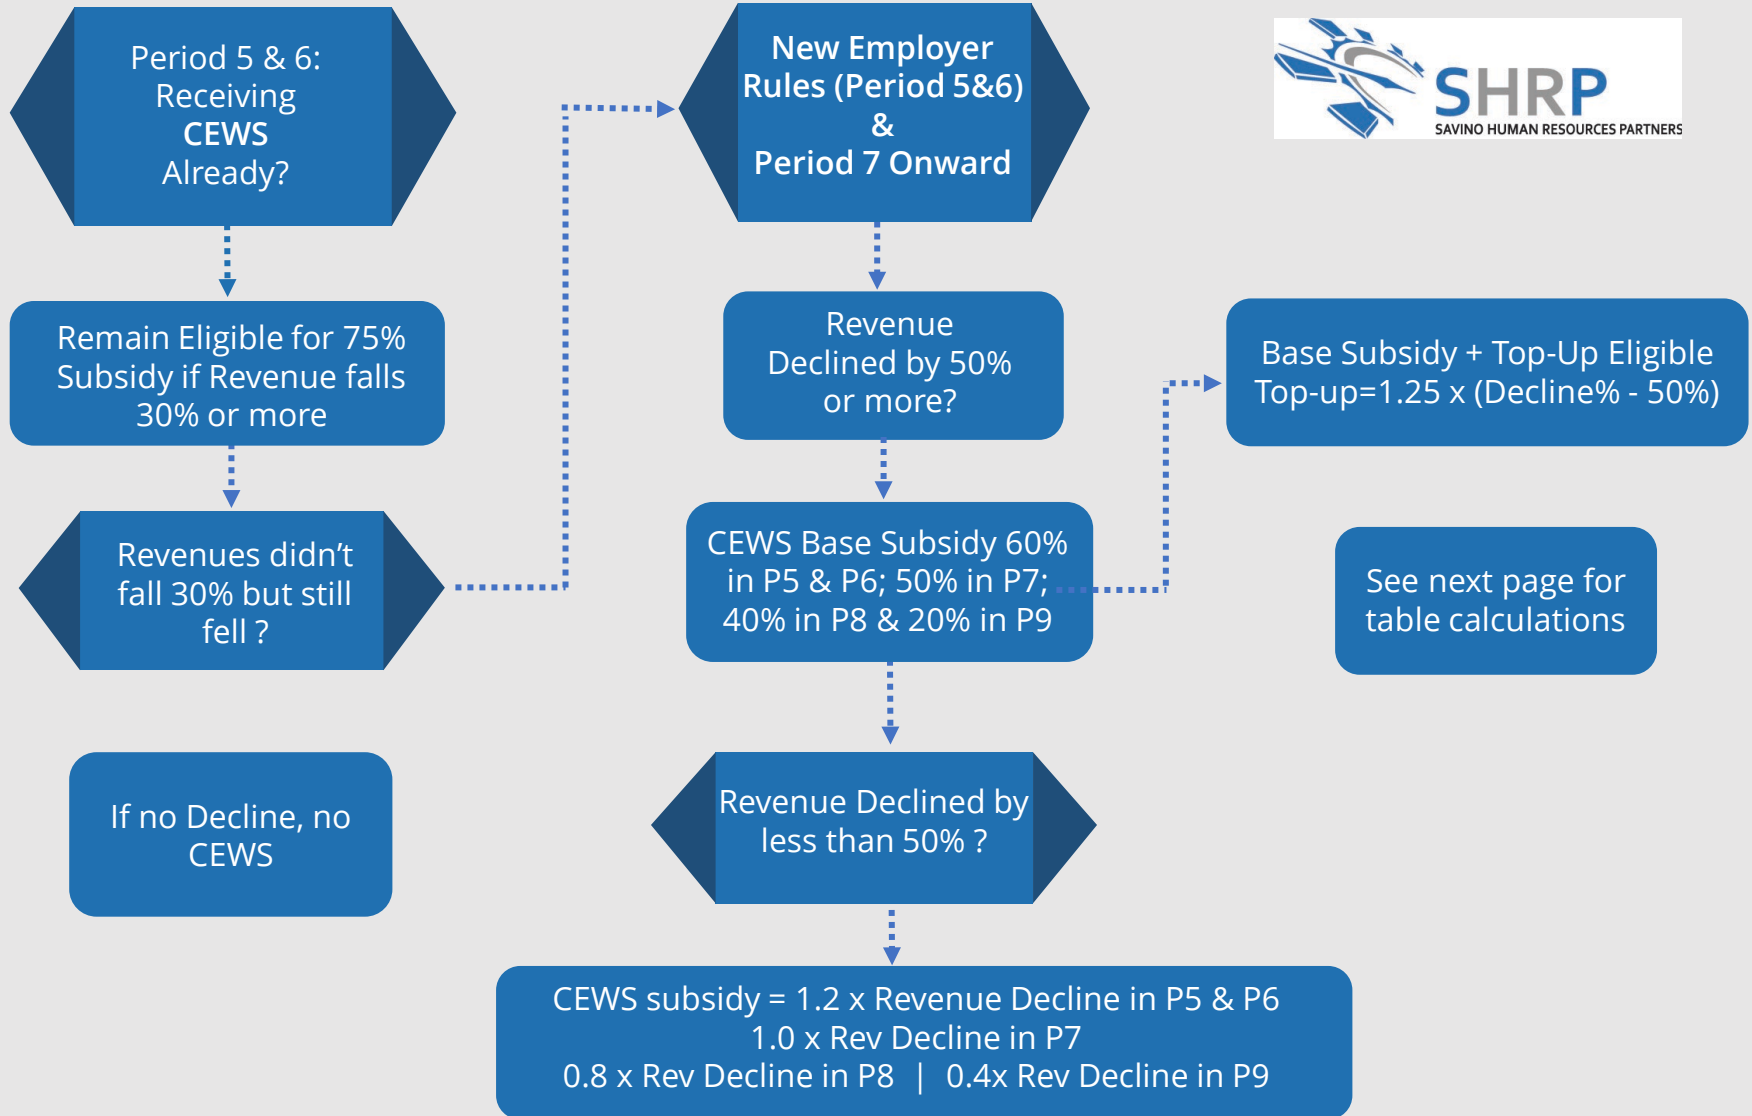 Period 5 & 6:
Receiving
CEWS
Already?
Remain Eligible for 75%
Subsidy if Revenue falls
30% or more
Revenues didn’t
fall 30% but still
fell ?
If no Decline, no
CEWS
New Employer
Rules (Period 5&6)
&
Period 7 Onward
Revenue
Declined by 50%
or more?
CEWS Base Subsidy 60%
in P5 & P6; 50% in P7;
40% in P8 & 20% in P9
Revenue Declined by
less than 50% ?
CEWS subsidy = 1.2 x Revenue Decline in P5 & P6
1.0 x Rev Decline in P7
0.8 x Rev Decline in P8 | 0.4x Rev Decline in P9
SHRP
SAVINO HUMAN RESOURCES PARTNERS
Base Subsidy + Top-Up Eligible
Top-up=1.25 x (Decline% - 50%)
See next page for
table calculations